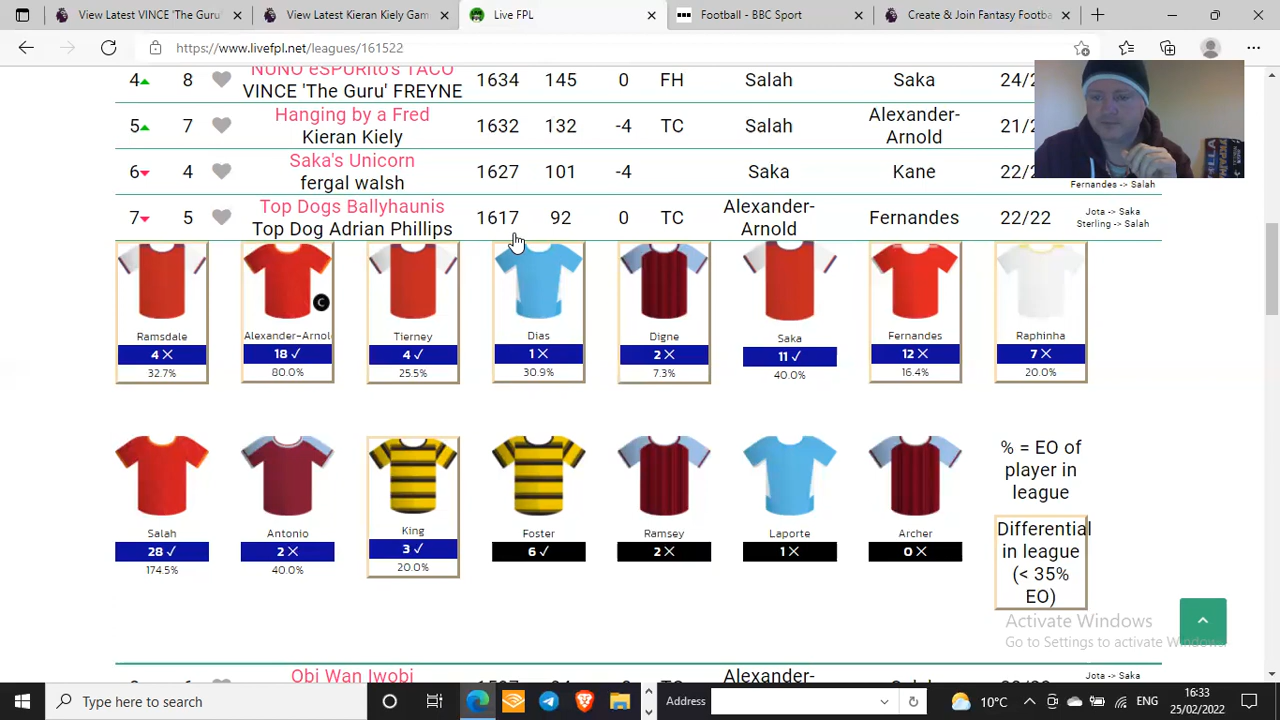 View Latest VINCE 'The Guru'
View Latest Kieran Kiely Gam
Live FPL
Football - BBC Sport
Create & Join Fantasy Footba
https://www.livefpl.net/leagues/161522
4 8 NUNO eSPURito's TACO 1634 145 0 FH Salah Saka 24/2
VINCE 'The Guru' FREYNE
5 7 Hanging by a Fred 1632 132 -4 TC Salah Alexander-Arnold 21/2
Kieran Kiely
6 4 Saka's Unicorn 1627 101 -4 Saka Kane 22/2
fergal walsh
Fernandes -> Salah
7 5 Top Dogs Ballyhaunis 1617 92 0 TC Alexander-Arnold Fernandes 22/22
Top Dog Adrian Phillips
Jota -> Saka
Sterling -> Salah
C
Ramsdale Alexander-Arnol Tierney Dias Digne Saka Fernandes Raphinha
4 ✕ 18 ✓ 4 ✓ 1 ✕ 2 ✕ 11 ✓ 12 ✕ 7 ✕
32.7% 80.0% 25.5% 30.9% 7.3% 40.0% 16.4% 20.0%
% = EO of
player in
league
Salah Antonio King Foster Ramsey Laporte Archer
28 ✓ 2 ✕ 3 ✓ 6 ✓ 2 ✕ 1 ✕ 0 ✕
174.5% 40.0% 20.0%
Differential
in league
(< 35%
EO)
Activate Windows
Go to Settings to activate Windows.
Obi Wan Iwobi
Alexander-
Jota -> Saka
Type here to search
Address
10°C
ENG
16:33
25/02/2022